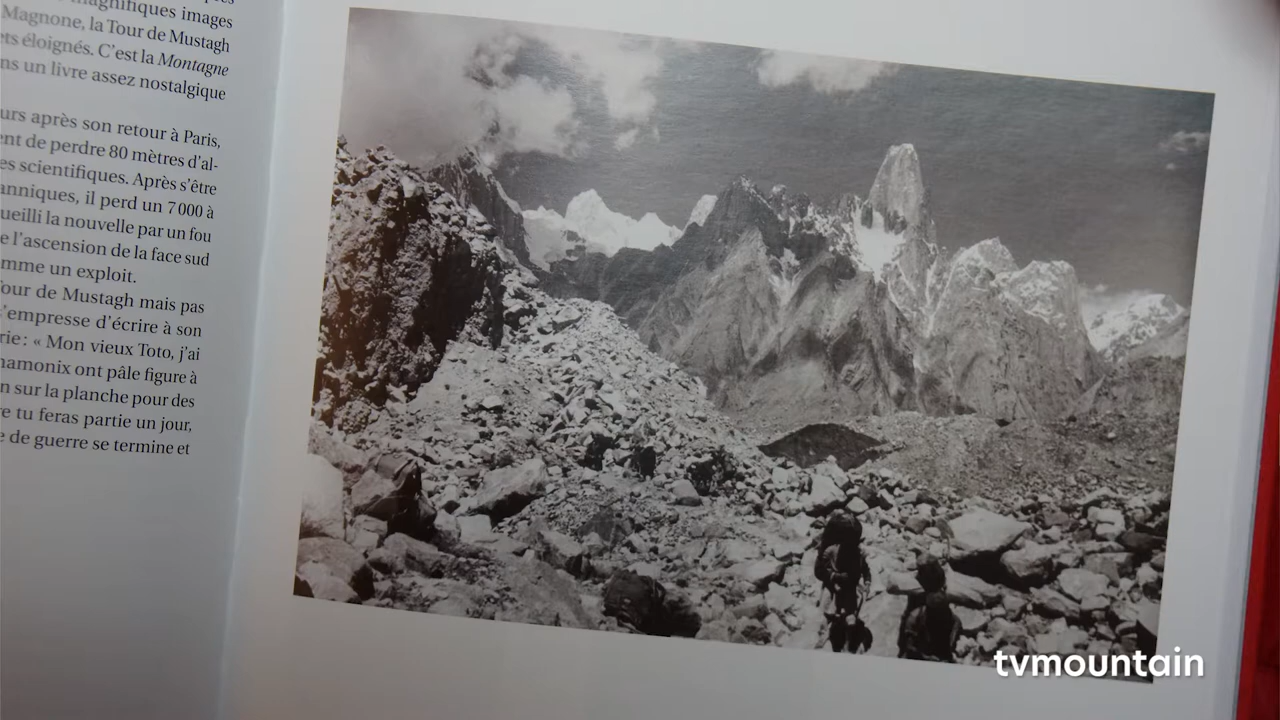 magnifiques images
Magnone, la Tour de Mustagh
ets éloignés. C'est la Montagne
ns un livre assez nostalgique
urs après son retour à Paris,
ent de perdre 80 mètres d'al-
es scientifiques. Après s'être
anniques, il perd un 7 000 à
ueilli la nouvelle par un fou
e l'ascension de la face sud
mme un exploit.
Tour de Mustagh mais pas
s'empresse d'écrire à son
rie : « Mon vieux Toto, j'ai
hamonix ont pâle figure à
n sur la planche pour des
re tu feras partie un jour,
e de guerre se termine et
tvmountain